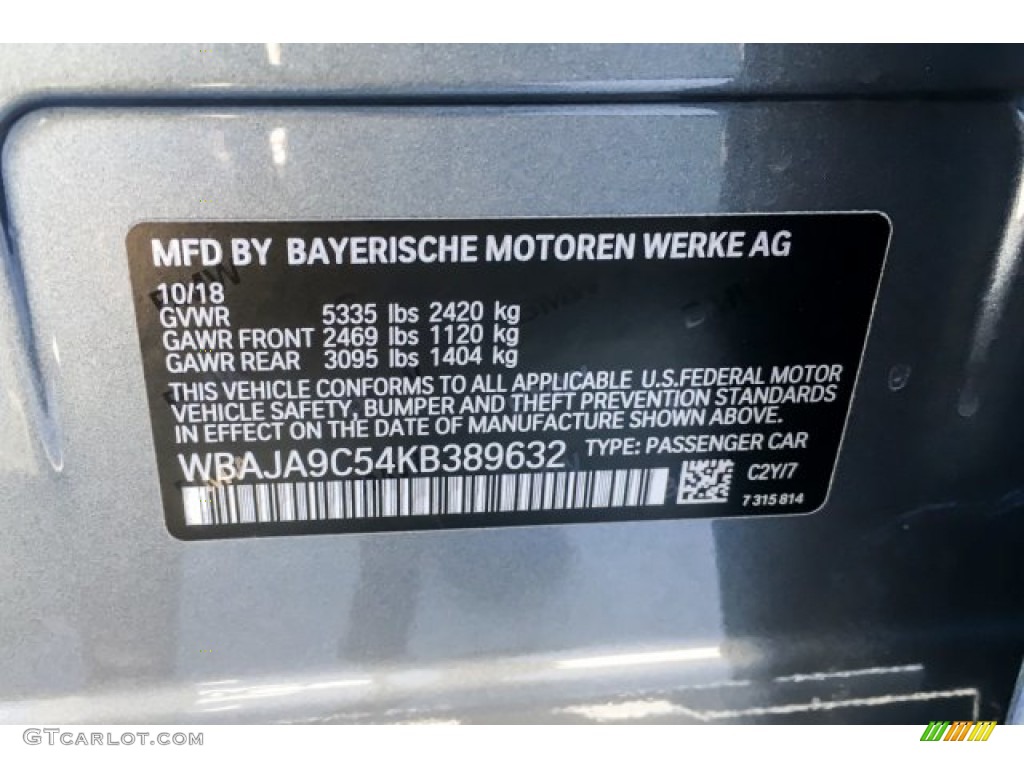 MFD BY BAYERISCHE MOTOREN WERKE AG
10/18
GVWR 5335 lbs 2420 kg
GAWR FRONT 2469 lbs 1120 kg
GAWR REAR 3095 lbs 1404 kg
THIS VEHICLE CONFORMS TO ALL APPLICABLE U.S.FEDERAL MOTOR
VEHICLE SAFETY, BUMPER AND THEFT PREVENTION STANDARDS
IN EFFECT ON THE DATE OF MANUFACTURE SHOWN ABOVE.
WBAJA9C54KB389632 TYPE: PASSENGER CAR
C2Y/7
7 315 814
GTCarLot.com